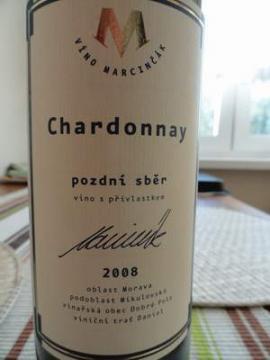 M
VÍNO MARCINČÁK
Chardonnay
pozdní sběr
víno s přívlastkem
2008
oblast Morava
podoblast Mikulovská
vinařská obec Dobré Pole
viniční trať Daniel